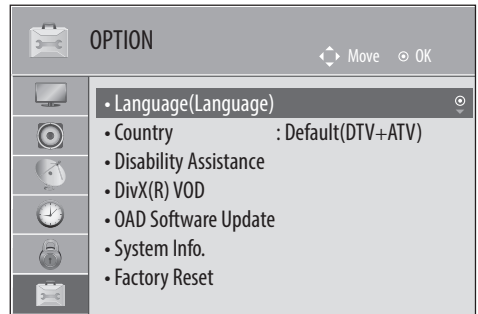 OPTION
Move OK
• Language(Language)
• Country : Default(DTV+ATV)
• Disability Assistance
• DivX(R) VOD
• OAD Software Update
• System Info.
• Factory Reset